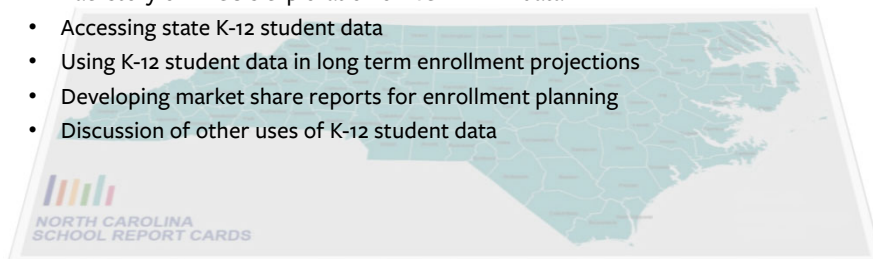 • Accessing state K-12 student data
• Using K-12 student data in long term enrollment projections
• Developing market share reports for enrollment planning
• Discussion of other uses of K-12 student data
NORTH CAROLINA
SCHOOL REPORT CARDS